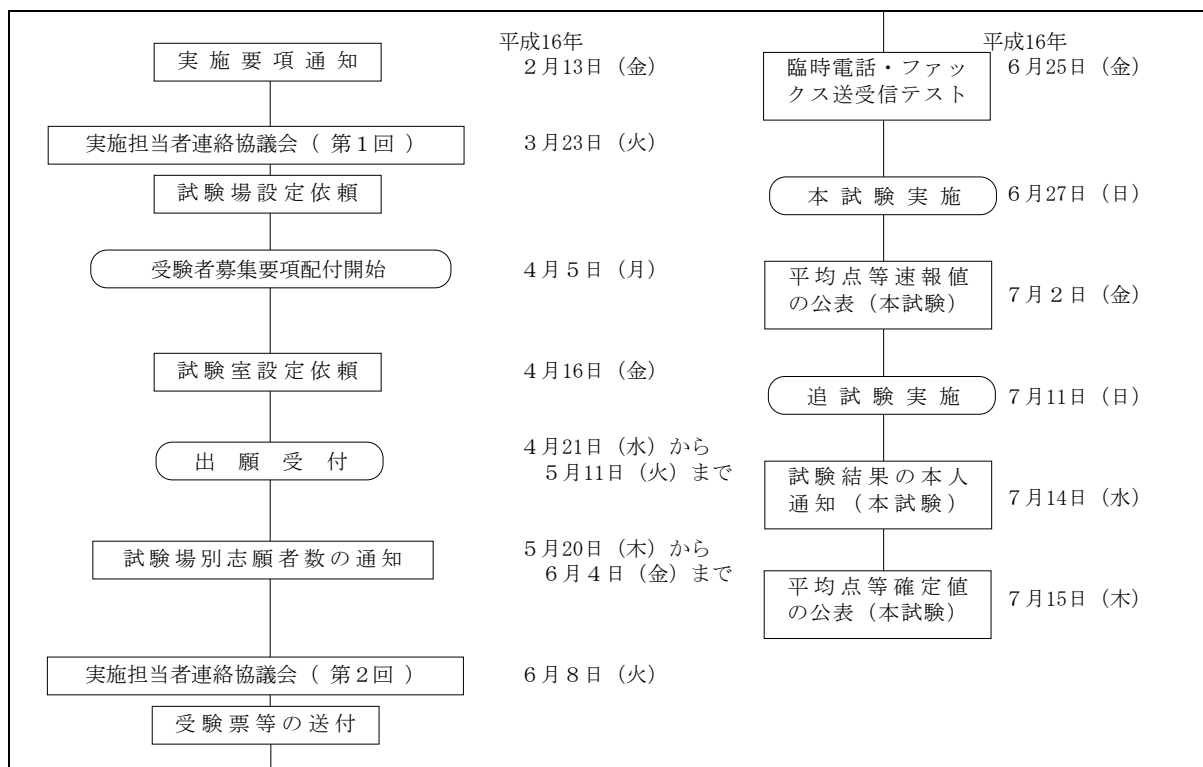 平成16年
実施要項通知
2月13日（金）
実施担当者連絡協議会（第1回）
3月23日（火）
試験場設定依頼
受験者募集要項配付開始
4月5日（月）
試験室設定依頼
4月16日（金）
出願受付
4月21日（水）から
5月11日（火）まで
試験場別志願者数の通知
5月20日（木）から
6月4日（金）まで
実施担当者連絡協議会（第2回）
6月8日（火）
受験票等の送付
平成16年
臨時電話・ファッ
クス送受信テスト
6月25日（金）
本試験実施
6月27日（日）
平均点等速報値
の公表（本試験）
7月2日（金）
追試験実施
7月11日（日）
試験結果の本人
通知（本試験）
7月14日（水）
平均点等確定値
の公表（本試験）
7月15日（木）